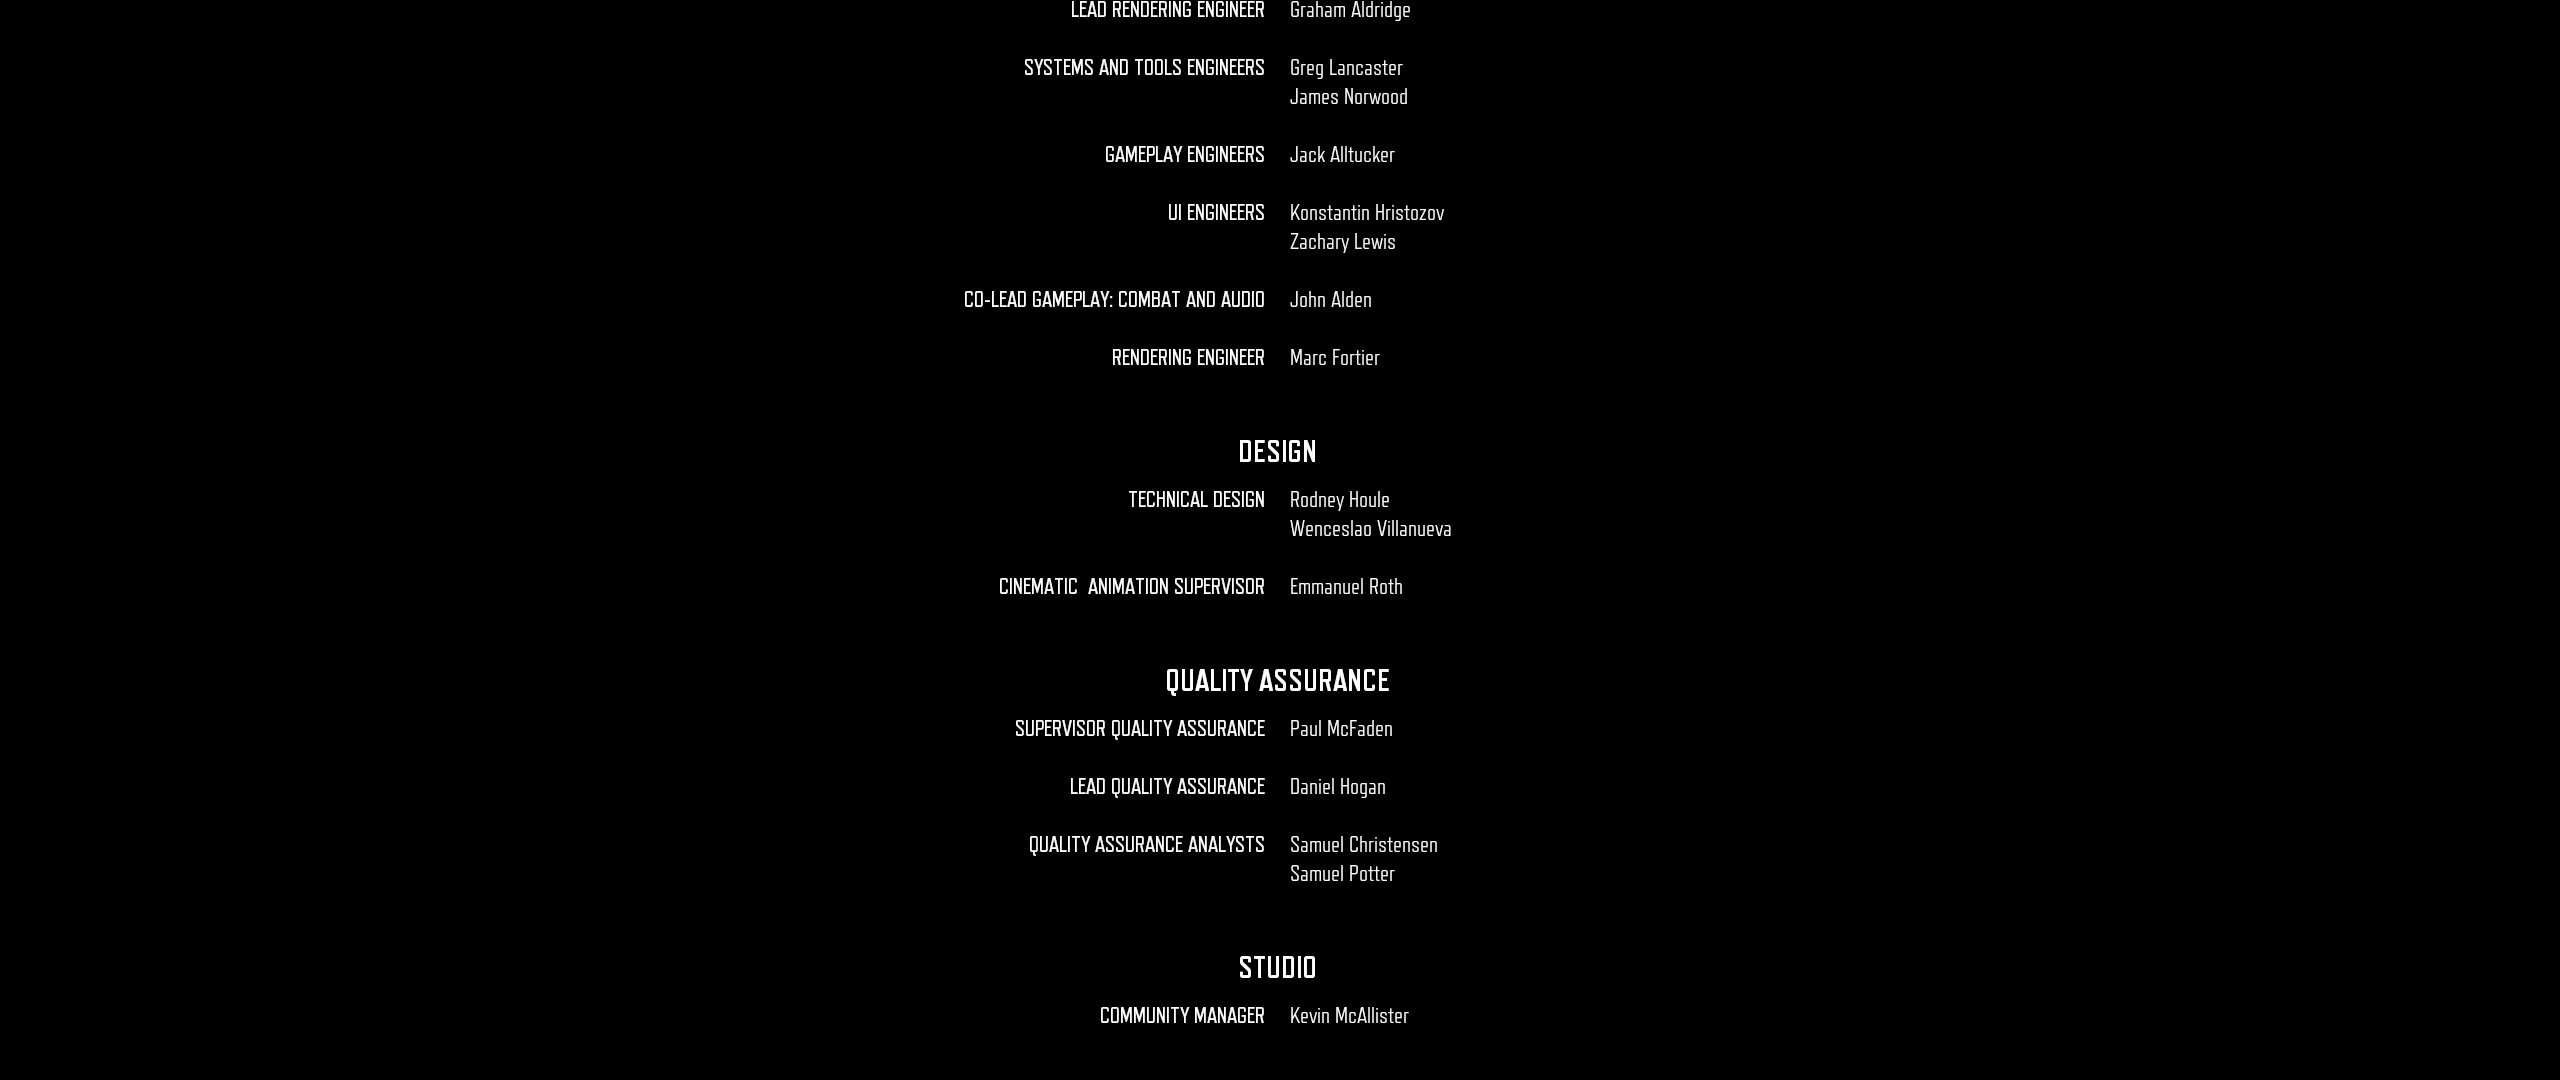 LEAD RENDERING ENGINEER Graham Aldridge
SYSTEMS AND TOOLS ENGINEERS Greg Lancaster
James Norwood
GAMEPLAY ENGINEERS Jack Alltucker
UI ENGINEERS Konstantin Hristozov
Zachary Lewis
CO-LEAD GAMEPLAY: COMBAT AND AUDIO John Alden
RENDERING ENGINEER Marc Fortier
DESIGN
TECHNICAL DESIGN Rodney Houle
Wenceslao Villanueva
CINEMATIC  ANIMATION SUPERVISOR Emmanuel Roth
QUALITY ASSURANCE
SUPERVISOR QUALITY ASSURANCE Paul McFaden
LEAD QUALITY ASSURANCE Daniel Hogan
QUALITY ASSURANCE ANALYSTS Samuel Christensen
Samuel Potter
STUDIO
COMMUNITY MANAGER Kevin McAllister